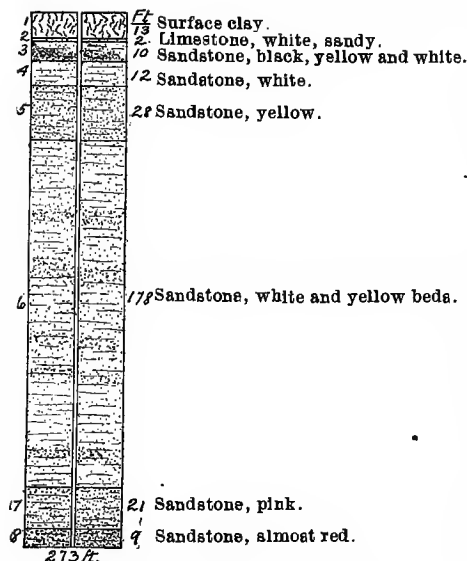 Ft
1 13 Surface clay.
2 2 Limestone, white, sandy.
3 10 Sandstone, black, yellow and white.
4 12 Sandstone, white.
5 28 Sandstone, yellow.
6 178 Sandstone, white and yellow beds.
17 21 Sandstone, pink.
8 9 Sandstone, almost red.
273 ft.